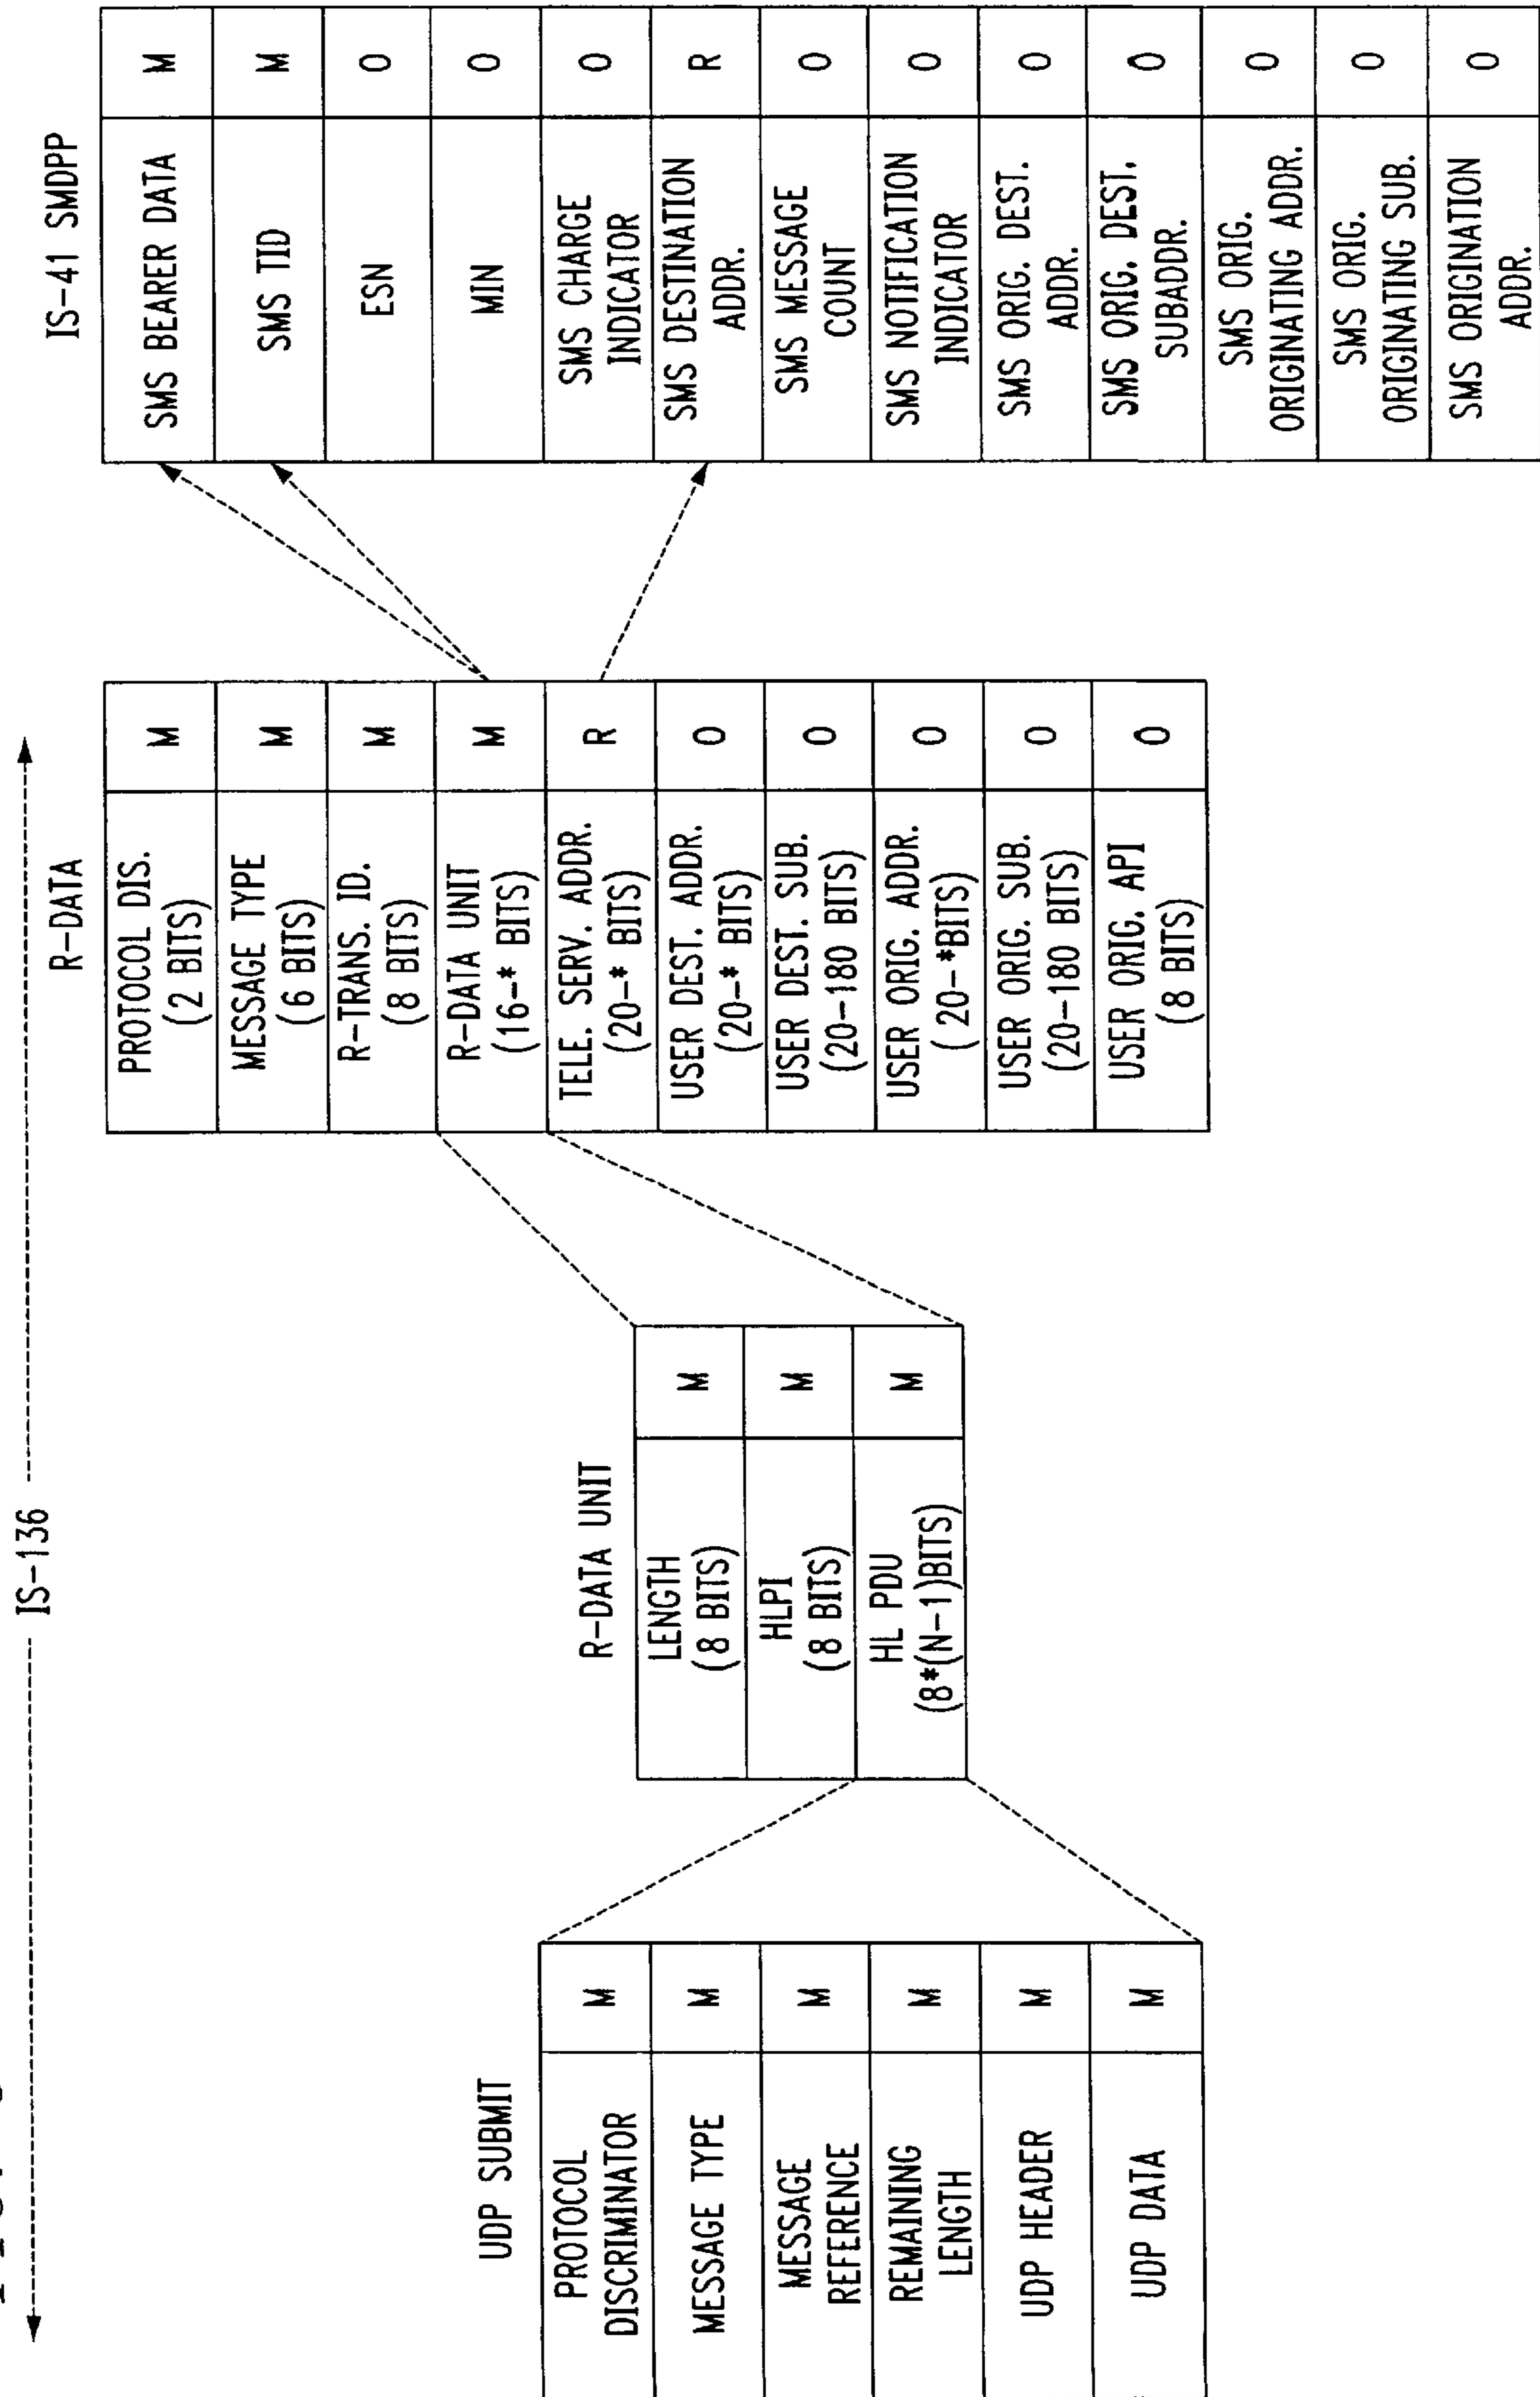 IS-136
UDP SUBMIT
PROTOCOL
DISCRIMINATOR
M
MESSAGE TYPE
M
MESSAGE
REFERENCE
M
REMAINING
LENGTH
M
UDP HEADER
M
UDP DATA
M
R-DATA UNIT
LENGTH
(8 BITS)
M
HLPI
(8 BITS)
M
HL PDU
(8*(N-1)BITS)
M
R-DATA
PROTOCOL DIS.
(2 BITS)
M
MESSAGE TYPE
(6 BITS)
M
R-TRANS. ID.
(8 BITS)
M
R-DATA UNIT
(16-* BITS)
M
TELE. SERV. ADDR.
(20-* BITS)
R
USER DEST. ADDR.
(20-* BITS)
O
USER DEST. SUB.
(20-180 BITS)
O
USER ORIG. ADDR.
( 20-*BITS)
O
USER ORIG. SUB.
(20-180 BITS)
O
USER ORIG. API
(8 BITS)
O
IS-41 SMDPP
SMS BEARER DATA
M
SMS TID
M
ESN
O
MIN
O
SMS CHARGE
INDICATOR
O
SMS DESTINATION
ADDR.
R
SMS MESSAGE
COUNT
O
SMS NOTIFICATION
INDICATOR
O
SMS ORIG. DEST.
ADDR.
O
SMS ORIG. DEST.
SUBADDR.
O
SMS ORIG.
ORIGINATING ADDR.
O
SMS ORIG.
ORIGINATING SUB.
O
SMS ORIGINATION
ADDR.
O